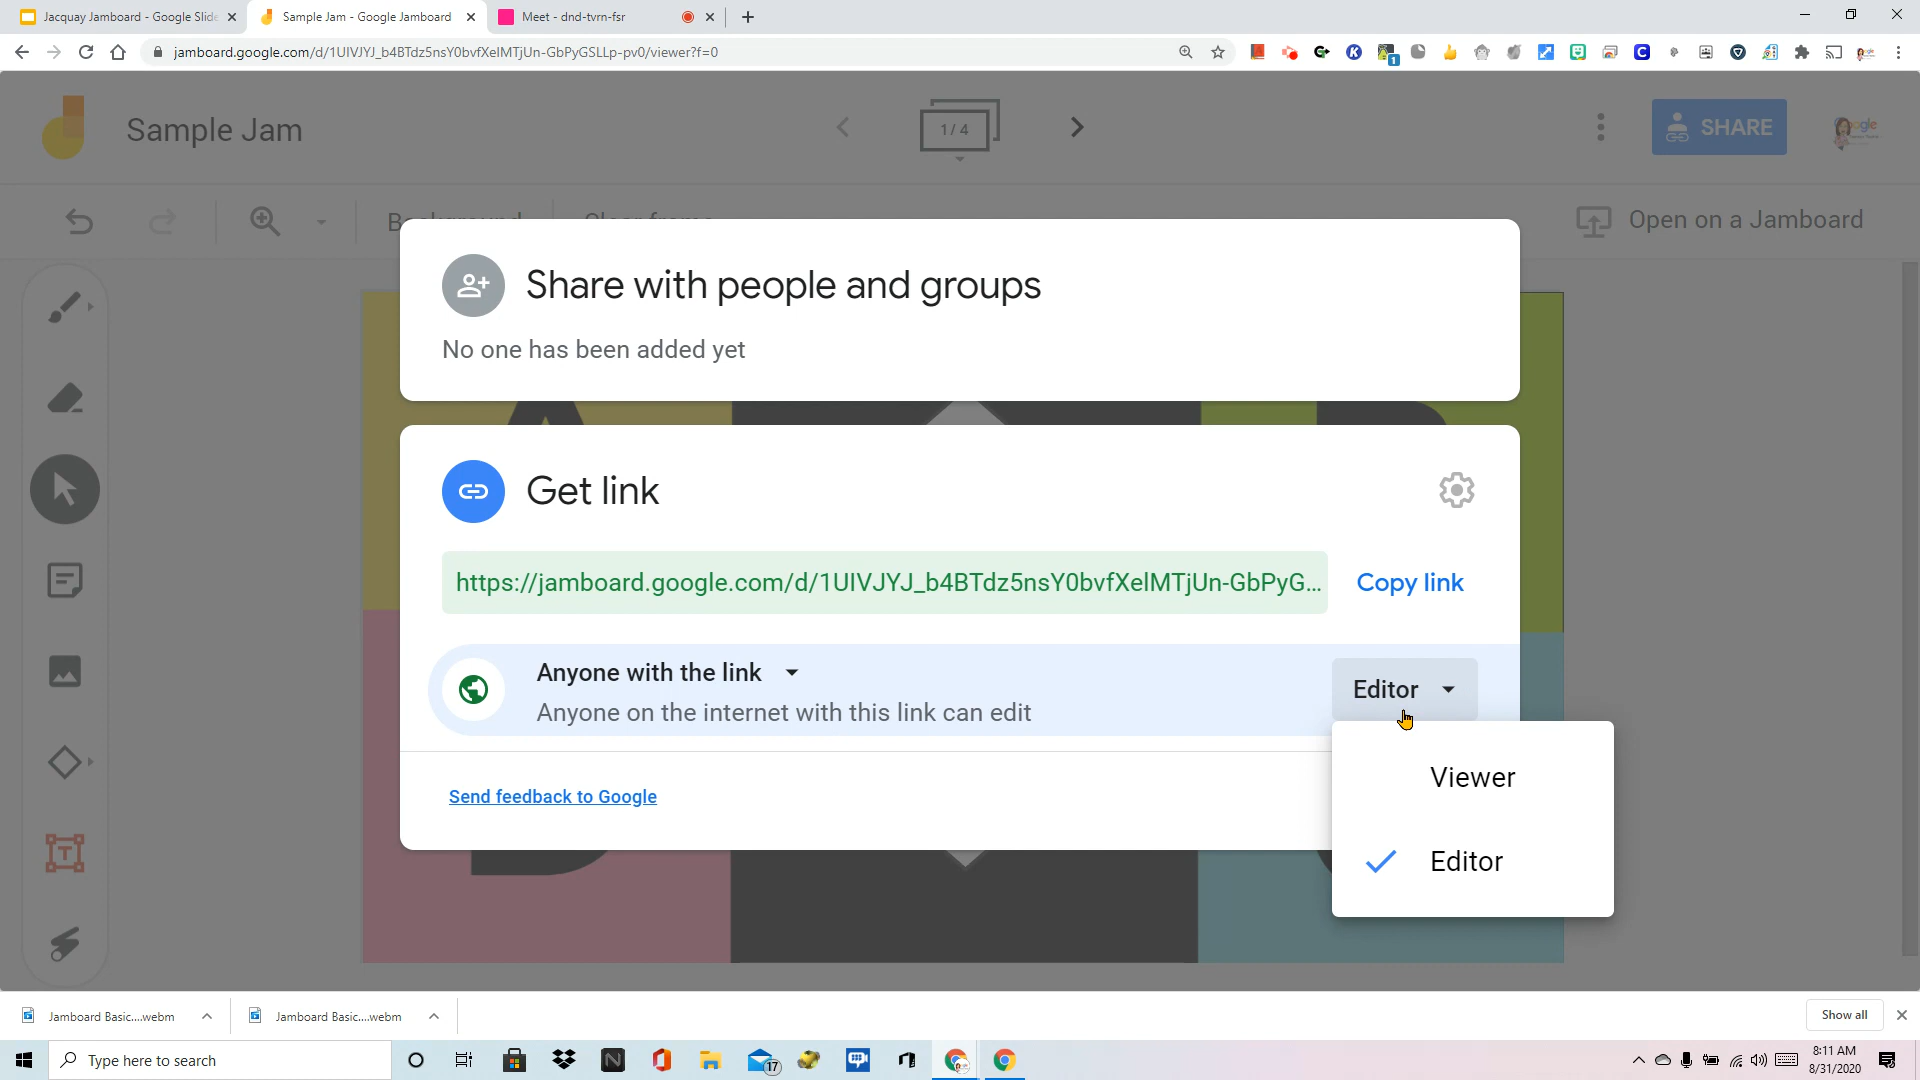 Jacquay Jamboard - Google Slide
Sample Jam - Google Jamboard
Meet - dnd-tvrn-fsr
jamboard.google.com/d/1UIVJYJ_b4BTdz5nsY0bvfXelMTjUn-GbPyGSLLp-pv0/viewer?f=0
Sample Jam
1 / 4
SHARE
Background
Clear frame
Open on a Jamboard
Share with people and groups
No one has been added yet
Get link
https://jamboard.google.com/d/1UIVJYJ_b4BTdz5nsY0bvfXelMTjUn-GbPyG...
Copy link
Anyone with the link
Anyone on the internet with this link can edit
Editor
Viewer
Editor
Send feedback to Google
Jamboard Basic....webm
Jamboard Basic....webm
Show all
Type here to search
17
8:11 AM
8/31/2020